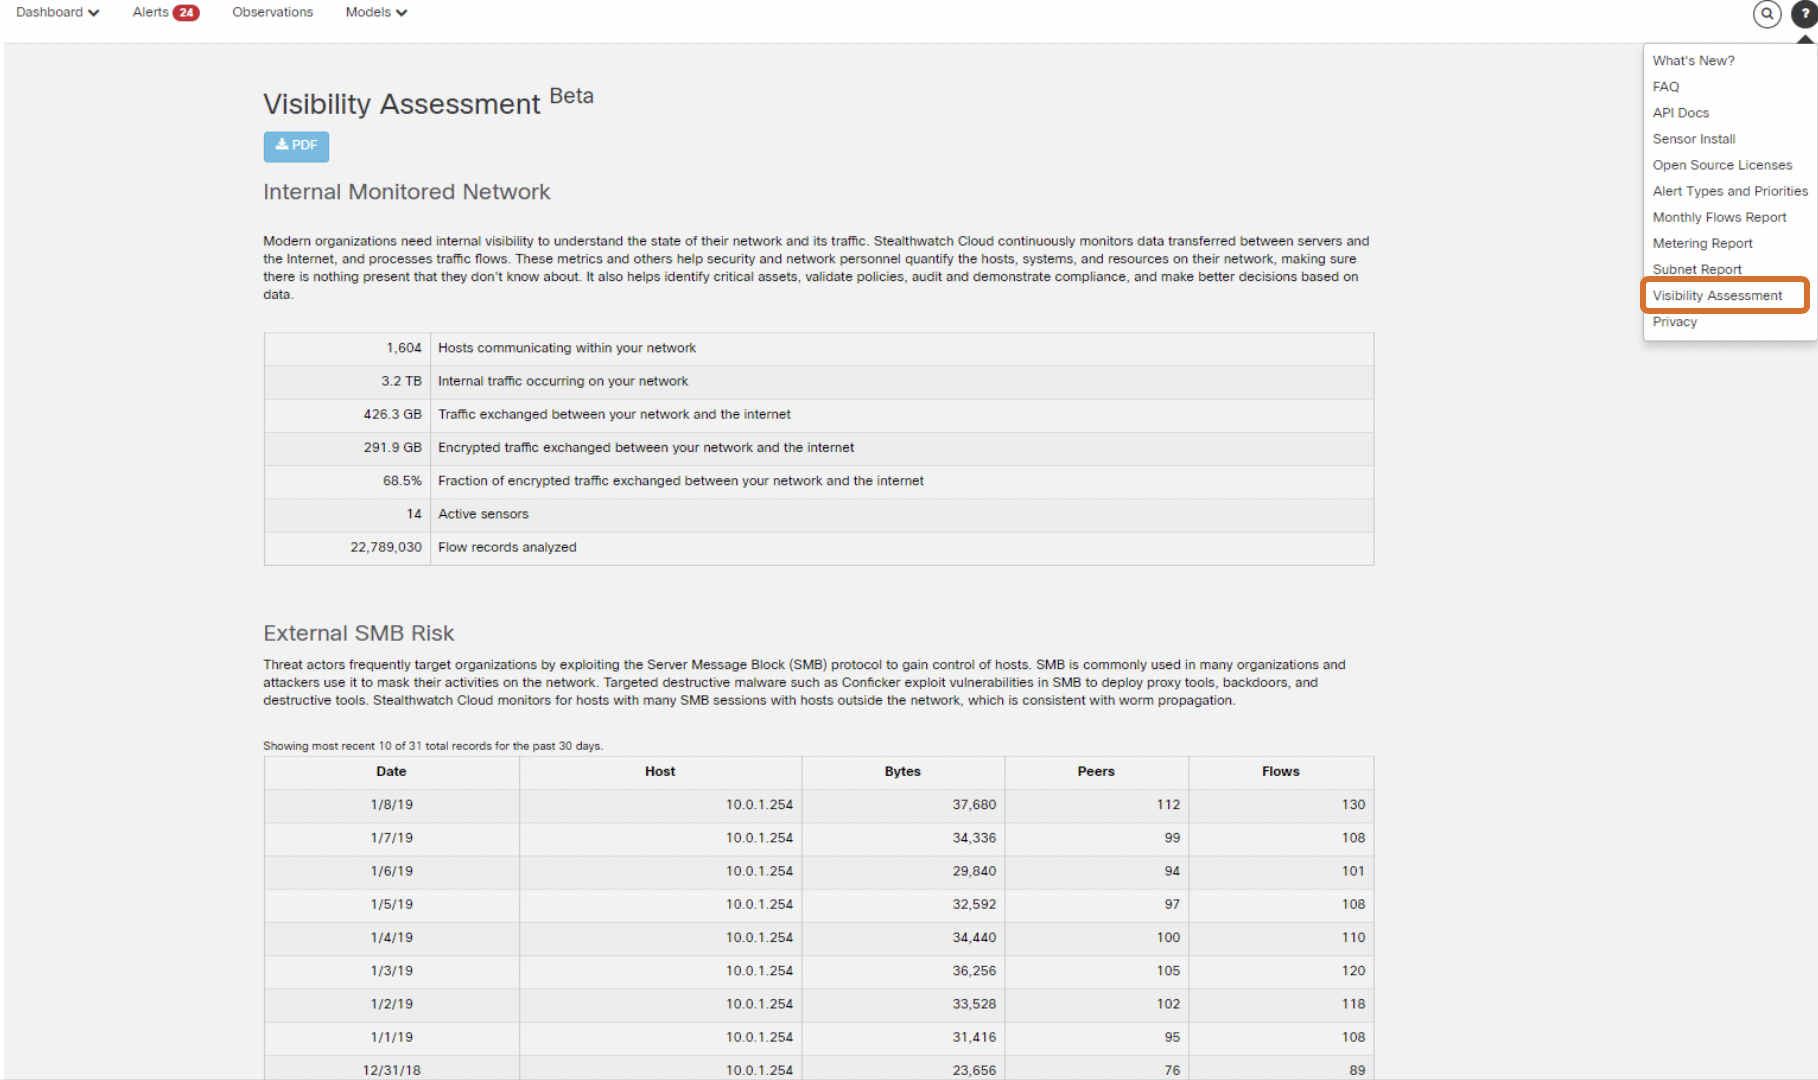 Dashboard Alerts 24 Observations Models ?
What's New?
FAQ
API Docs
Sensor Install
Open Source Licenses
Alert Types and Priorities
Monthly Flows Report
Metering Report
Subnet Report
Visibility Assessment
Privacy
Visibility Assessment Beta
PDF
Internal Monitored Network
Modern organizations need internal visibility to understand the state of their network and its traffic. Stealthwatch Cloud continuously monitors data transferred between servers and
the Internet, and processes traffic flows. These metrics and others help security and network personnel quantify the hosts, systems, and resources on their network, making sure
there is nothing present that they don't know about. It also helps identify critical assets, validate policies, audit and demonstrate compliance, and make better decisions based on
data.
1,604 Hosts communicating within your network
3.2 TB Internal traffic occurring on your network
426.3 GB Traffic exchanged between your network and the internet
291.9 GB Encrypted traffic exchanged between your network and the internet
68.5% Fraction of encrypted traffic exchanged between your network and the internet
14 Active sensors
22,789,030 Flow records analyzed
External SMB Risk
Threat actors frequently target organizations by exploiting the Server Message Block (SMB) protocol to gain control of hosts. SMB is commonly used in many organizations and
attackers use it to mask their activities on the network. Targeted destructive malware such as Conficker exploit vulnerabilities in SMB to deploy proxy tools, backdoors, and
destructive tools. Stealthwatch Cloud monitors for hosts with many SMB sessions with hosts outside the network, which is consistent with worm propagation.
Showing most recent 10 of 31 total records for the past 30 days.
Date Host Bytes Peers Flows
1/8/19 10.0.1.254 37,680 112 130
1/7/19 10.0.1.254 34,336 99 108
1/6/19 10.0.1.254 29,840 94 101
1/5/19 10.0.1.254 32,592 97 108
1/4/19 10.0.1.254 34,440 100 110
1/3/19 10.0.1.254 36,256 105 120
1/2/19 10.0.1.254 33,528 102 118
1/1/19 10.0.1.254 31,416 95 108
12/31/18 10.0.1.254 23,656 76 89